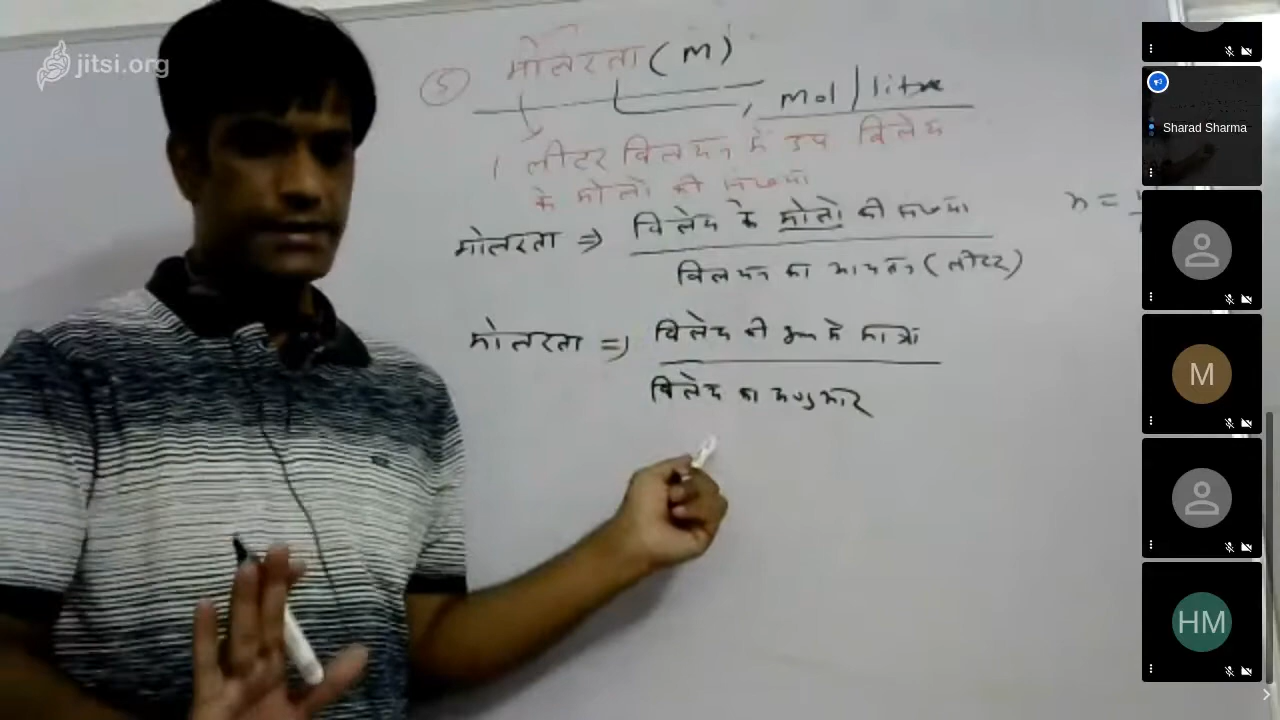 jitsi.org
5 मोलरता (M)
mol/litre
1 लीटर विलयन में उप विलेय
के मोलों की संख्या
मोलरता ⇒ विलेय के मोलो की संख्या
विलयन का आयतन (लीटर)
n =
मोलरता ⇒ विलेय की ग्राम में मात्रा
विलेय का अणुभार
Sharad Sharma
M
HM